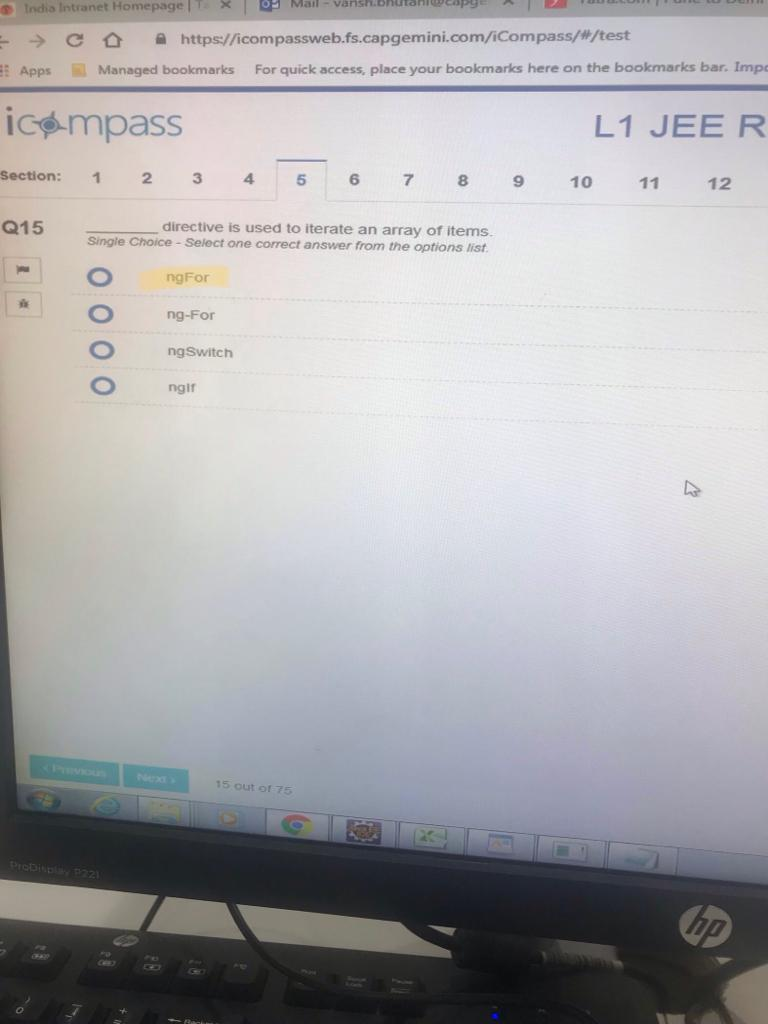 India Intranet Homepage | Ta
Mail - vansh.bhutani@capge
https://icompassweb.fs.capgemini.com/iCompass/#/test
Apps Managed bookmarks For quick access, place your bookmarks here on the bookmarks bar. Impo
icompass
L1 JEE R
Section: 1 2 3 4 5 6 7 8 9 10 11 12
Q15 ________ directive is used to iterate an array of items.
Single Choice - Select one correct answer from the options list.
ngFor
ng-For
ngSwitch
ngIf
< Previous Next > 15 out of 75
ProDisplay P221
hp